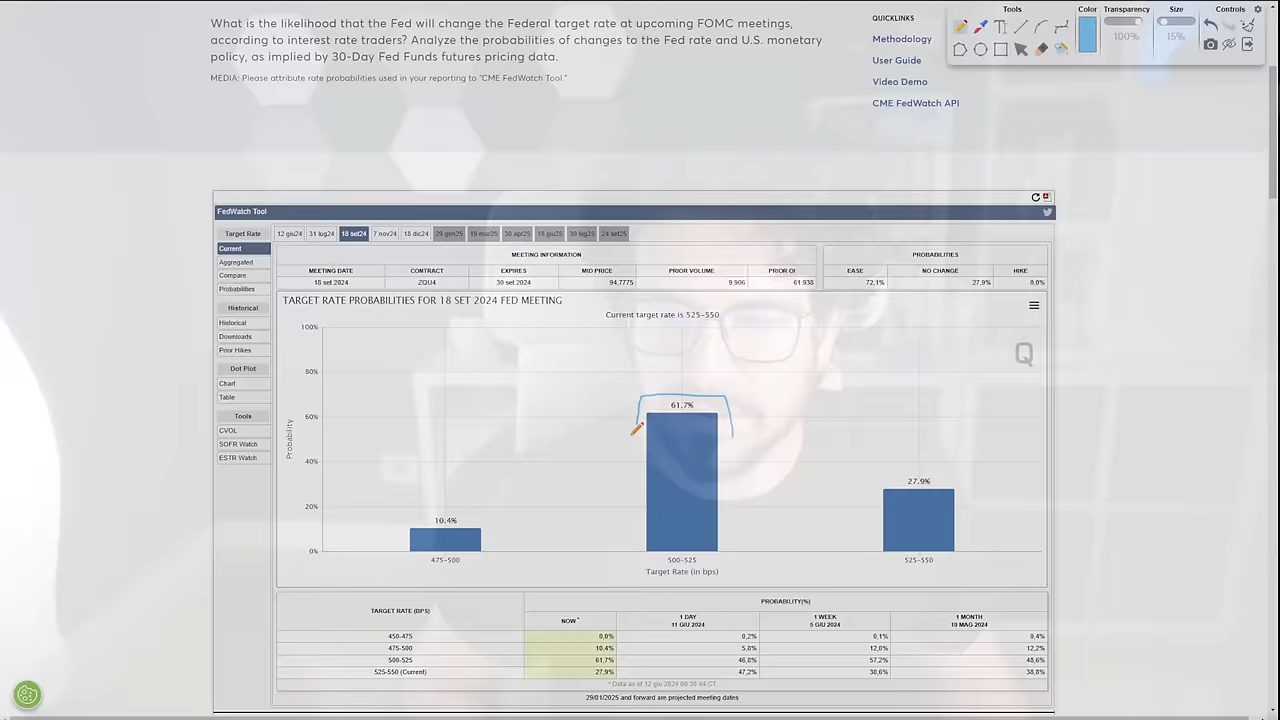 What is the likelihood that the Fed will change the Federal target rate at upcoming FOMC meetings,
according to interest rate traders? Analyze the probabilities of changes to the Fed rate and U.S. monetary
policy, as implied by 30-Day Fed Funds futures pricing data.
MEDIA: Please attribute rate probabilities used in your reporting to "CME FedWatch Tool."
QUICKLINKS
Methodology
User Guide
Video Demo
CME FedWatch API
Tools Color Transparency Size Controls
100% 15%
FedWatch Tool
Target Rate
Current
Aggregated
Compare
Probabilities
Historical
Historical
Downloads
Prior Hikes
Dot Plot
Chart
Table
Tools
CVOL
SOFR Watch
ESTR Watch
12 giu24 31 lug24 18 set24 7 nov24 18 dic24 29 gen25 19 mar25 30 apr25 18 giu25 30 lug25 24 set25
MEETING INFORMATION
MEETING DATE CONTRACT EXPIRES MID PRICE PRIOR VOLUME PRIOR OI
18 set 2024 ZQU4 30 set 2024 94,7775 9.906 61.938
PROBABILITIES
EASE NO CHANGE HIKE
72,1% 27,9% 0,0%
TARGET RATE PROBABILITIES FOR 18 SET 2024 FED MEETING
Current target rate is 525-550
Q
Probability
100%
80%
60%
40%
20%
0%
10.4%
61.7%
27.9%
475-500 500-525 525-550
Target Rate (in bps)
TARGET RATE (BPS) PROBABILITY(%)
NOW * 1 DAY 11 GIU 2024 1 WEEK 5 GIU 2024 1 MONTH 10 MAG 2024
450-475 0,0% 0,2% 0,1% 0,4%
475-500 10,4% 5,8% 12,0% 12,2%
500-525 61,7% 46,8% 57,2% 48,6%
525-550 (Current) 27,9% 47,2% 30,6% 38,8%
* Data as of 12 giu 2024 09:39:44 CT
29/01/2025 and forward are projected meeting dates